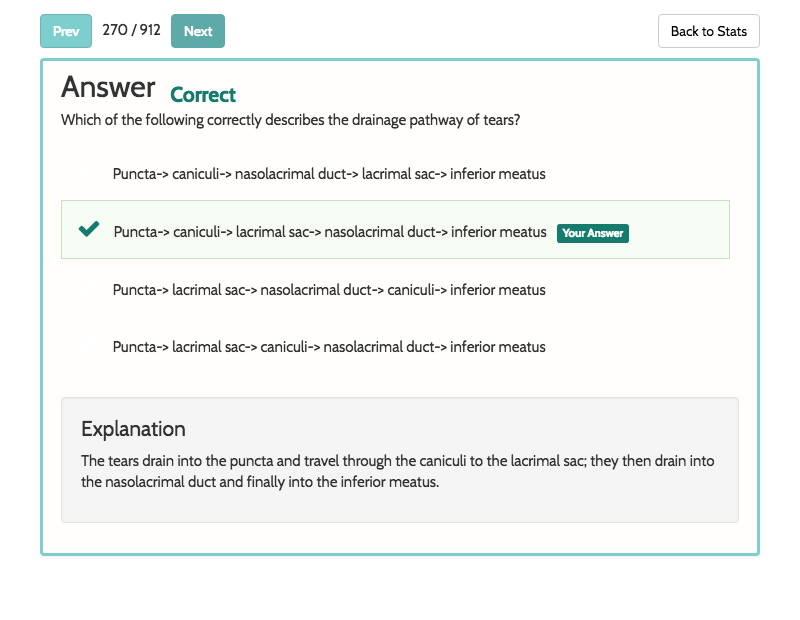 Prev 270 / 912 Next Back to Stats
Answer Correct
Which of the following correctly describes the drainage pathway of tears?
Puncta-> caniculi-> nasolacrimal duct-> lacrimal sac-> inferior meatus
Puncta-> caniculi-> lacrimal sac-> nasolacrimal duct-> inferior meatus Your Answer
Puncta-> lacrimal sac-> nasolacrimal duct-> caniculi-> inferior meatus
Puncta-> lacrimal sac-> caniculi-> nasolacrimal duct-> inferior meatus
Explanation
The tears drain into the puncta and travel through the caniculi to the lacrimal sac; they then drain into
the nasolacrimal duct and finally into the inferior meatus.